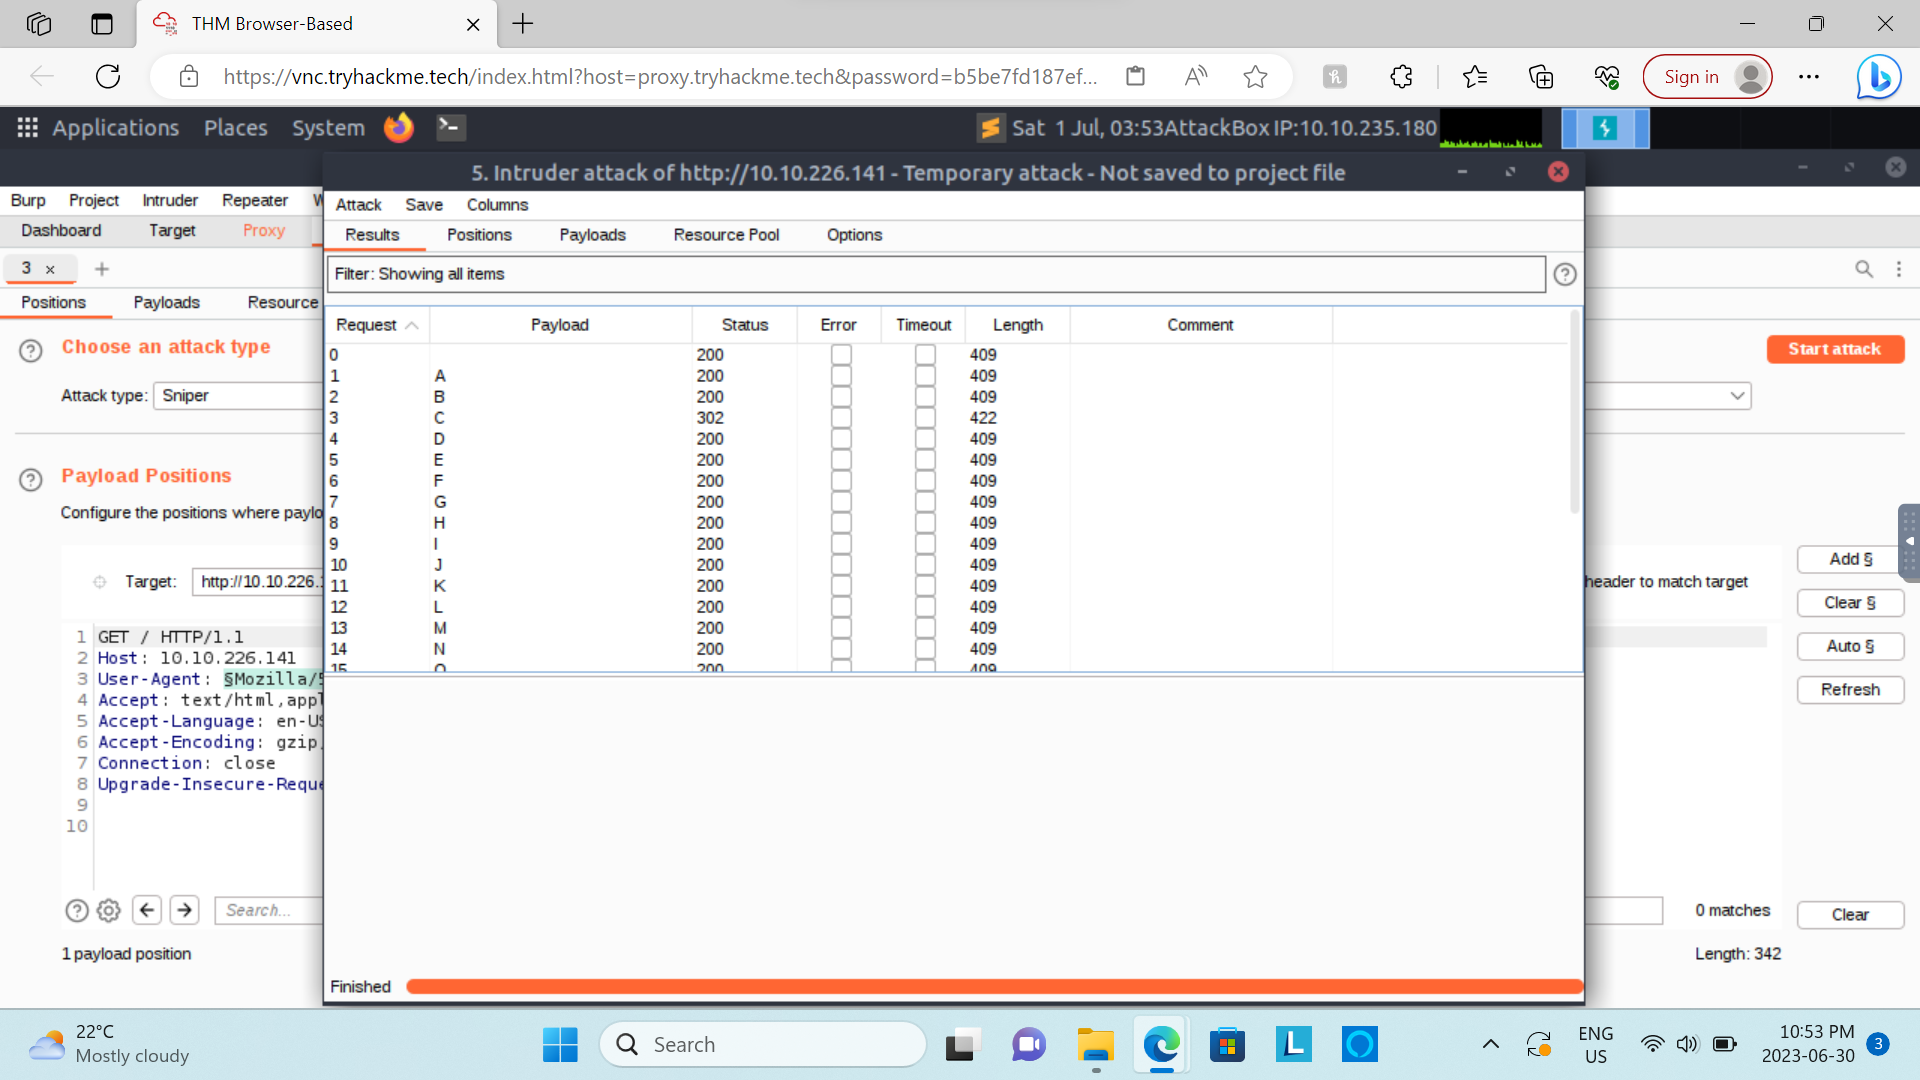 THM Browser-Based
https://vnc.tryhackme.tech/index.html?host=proxy.tryhackme.tech&password=b5be7fd187ef...
Sign in
Applications Places System
Sat 1 Jul, 03:53 AttackBox IP:10.10.235.180
5. Intruder attack of http://10.10.226.141 - Temporary attack - Not saved to project file
Burp Project Intruder Repeater
Attack Save Columns
Dashboard Target Proxy
Results Positions Payloads Resource Pool Options
3
Filter: Showing all items
Positions Payloads Resource
Request Payload Status Error Timeout Length Comment
0 200 409
1 A 200 409
2 B 200 409
3 C 302 422
4 D 200 409
5 E 200 409
6 F 200 409
7 G 200 409
8 H 200 409
9 I 200 409
10 J 200 409
11 K 200 409
12 L 200 409
13 M 200 409
14 N 200 409
15 O 200 409
Choose an attack type
Start attack
Attack type: Sniper
Payload Positions
Configure the positions where paylo
Target: http://10.10.226.
header to match target
Add §
Clear §
Auto §
Refresh
1 GET / HTTP/1.1
2 Host: 10.10.226.141
3 User-Agent: §Mozilla/5
4 Accept: text/html,appl
5 Accept-Language: en-US
6 Accept-Encoding: gzip,
7 Connection: close
8 Upgrade-Insecure-Reque
9
10
Search...
0 matches
Clear
1 payload position
Length: 342
Finished
22°C
Mostly cloudy
Search
ENG
US
10:53 PM
2023-06-30
3